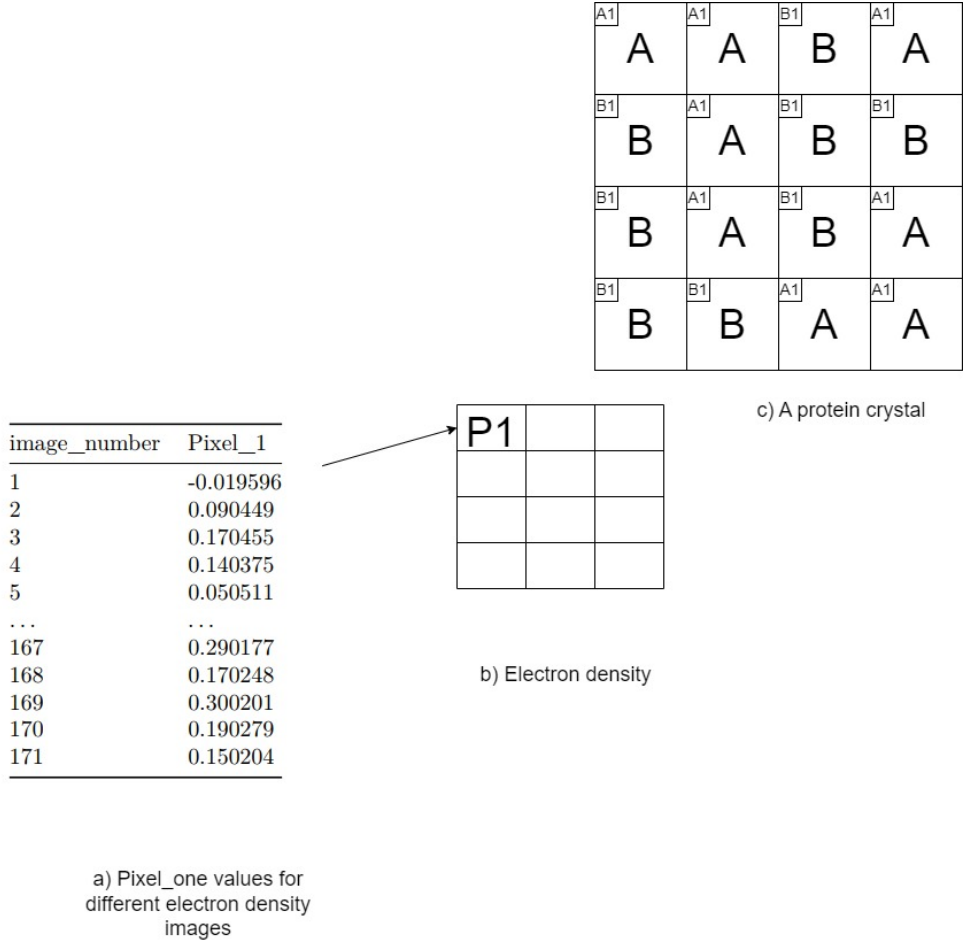 A1 A1 B1 A1
A A B A
B1 A1 B1 B1
B A B B
B1 A1 B1 A1
B A B A
B1 B1 A1 A1
B B A A
c) A protein crystal
image_number Pixel_1
1 -0.019596
2 0.090449
3 0.170455
4 0.140375
5 0.050511
... ...
167 0.290177
168 0.170248
169 0.300201
170 0.190279
171 0.150204
P1
b) Electron density
a) Pixel_one values for
different electron density
images